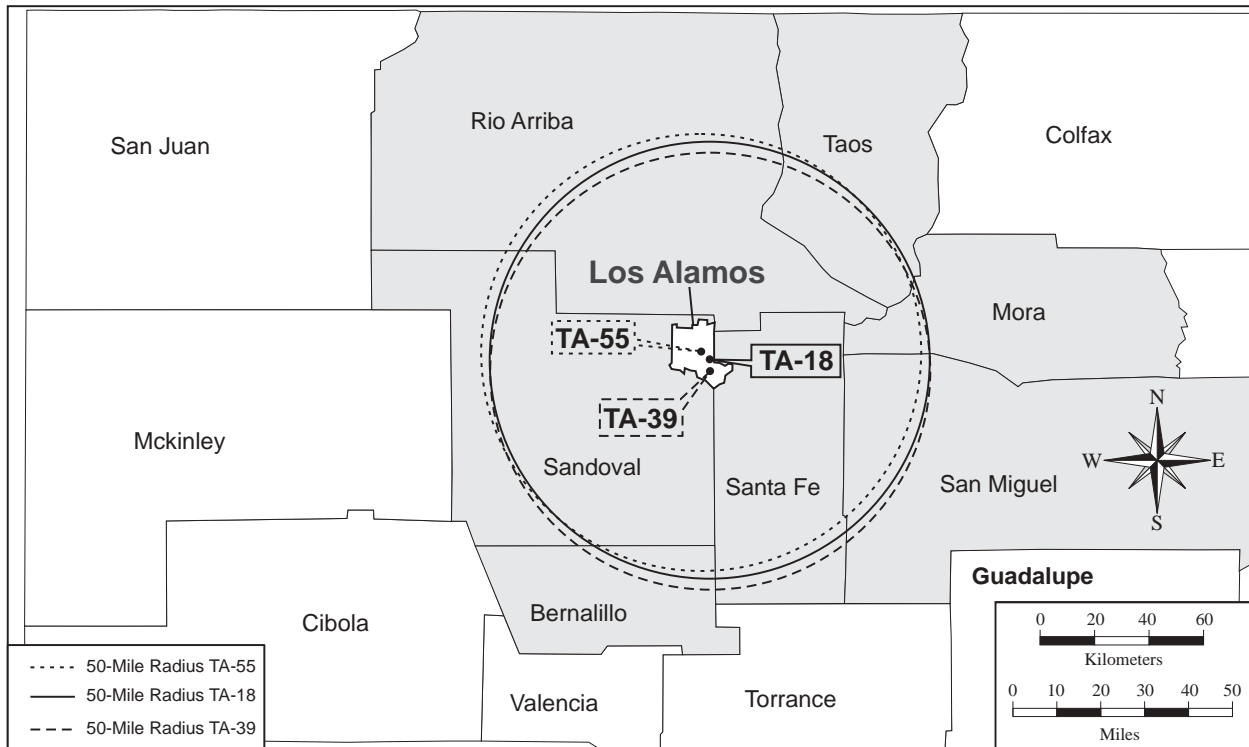 Rio Arriba
San Juan
Taos
Colfax
Los Alamos
Mora
TA-55
TA-18
TA-39
Mckinley
Sandoval
Santa Fe
San Miguel
N
W
E
S
Guadalupe
Bernalillo
Cibola
Valencia
Torrance
50-Mile Radius TA-55
50-Mile Radius TA-18
50-Mile Radius TA-39
0 20 40 60
Kilometers
0 10 20 30 40 50
Miles